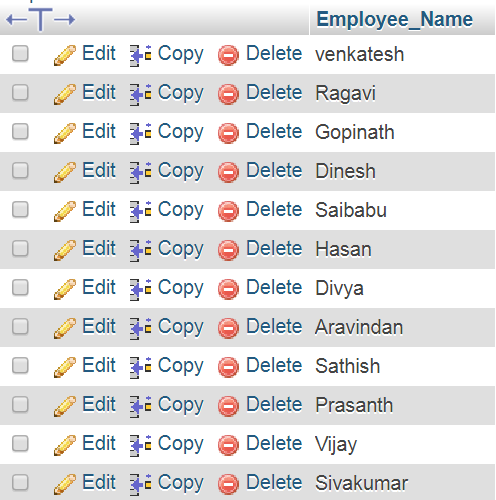 Employee_Name
Edit Copy Delete venkatesh
Edit Copy Delete Ragavi
Edit Copy Delete Gopinath
Edit Copy Delete Dinesh
Edit Copy Delete Saibabu
Edit Copy Delete Hasan
Edit Copy Delete Divya
Edit Copy Delete Aravindan
Edit Copy Delete Sathish
Edit Copy Delete Prasanth
Edit Copy Delete Vijay
Edit Copy Delete Sivakumar